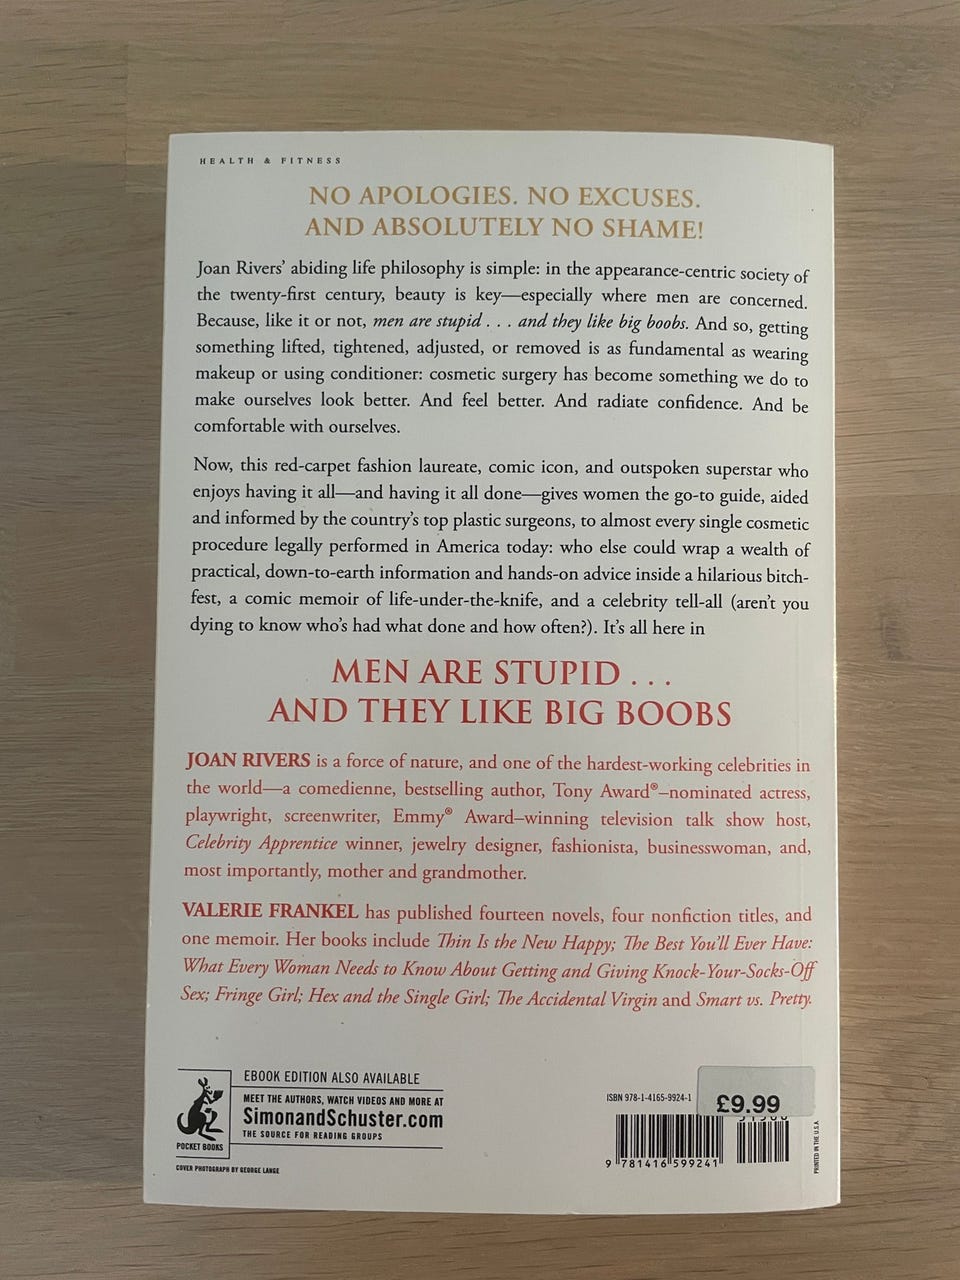 HEALTH & FITNESS
NO APOLOGIES. NO EXCUSES.
AND ABSOLUTELY NO SHAME!
Joan Rivers' abiding life philosophy is simple: in the appearance-centric society of
the twenty-first century, beauty is key—especially where men are concerned.
Because, like it or not, men are stupid . . . and they like big boobs. And so, getting
something lifted, tightened, adjusted, or removed is as fundamental as wearing
makeup or using conditioner: cosmetic surgery has become something we do to
make ourselves look better. And feel better. And radiate confidence. And be
comfortable with ourselves.
Now, this red-carpet fashion laureate, comic icon, and outspoken superstar who
enjoys having it all—and having it all done—gives women the go-to guide, aided
and informed by the country's top plastic surgeons, to almost every single cosmetic
procedure legally performed in America today: who else could wrap a wealth of
practical, down-to-earth information and hands-on advice inside a hilarious bitch-
fest, a comic memoir of life-under-the-knife, and a celebrity tell-all (aren't you
dying to know who's had what done and how often?). It's all here in
MEN ARE STUPID . . .
AND THEY LIKE BIG BOOBS
JOAN RIVERS is a force of nature, and one of the hardest-working celebrities in
the world—a comedienne, bestselling author, Tony Award®–nominated actress,
playwright, screenwriter, Emmy® Award–winning television talk show host,
Celebrity Apprentice winner, jewelry designer, fashionista, businesswoman, and,
most importantly, mother and grandmother.
VALERIE FRANKEL has published fourteen novels, four nonfiction titles, and
one memoir. Her books include Thin Is the New Happy; The Best You'll Ever Have:
What Every Woman Needs to Know About Getting and Giving Knock-Your-Socks-Off
Sex; Fringe Girl; Hex and the Single Girl; The Accidental Virgin and Smart vs. Pretty.
EBOOK EDITION ALSO AVAILABLE
MEET THE AUTHORS, WATCH VIDEOS AND MORE AT
SimonandSchuster.com
THE SOURCE FOR READING GROUPS
POCKET BOOKS
COVER PHOTOGRAPH BY GEORGE LANGE
ISBN 978-1-4165-9924-1
£9.99
9 781416 599241
PRINTED IN THE U.S.A.